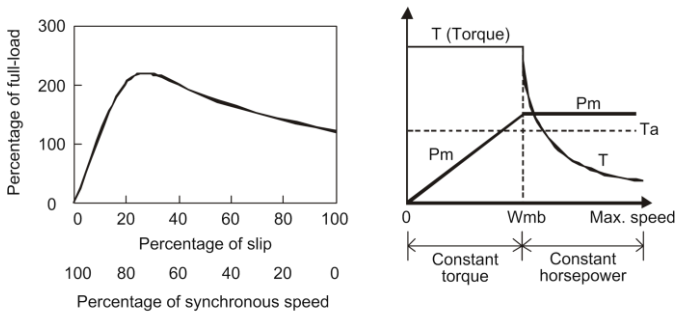 Percentage of full-load
300
200
100
0
0 20 40 60 80 100
Percentage of slip
100 80 60 40 20 0
Percentage of synchronous speed
T (Torque)
Pm
Ta
Pm
T
0 Wmb Max. speed
Constant torque
Constant horsepower